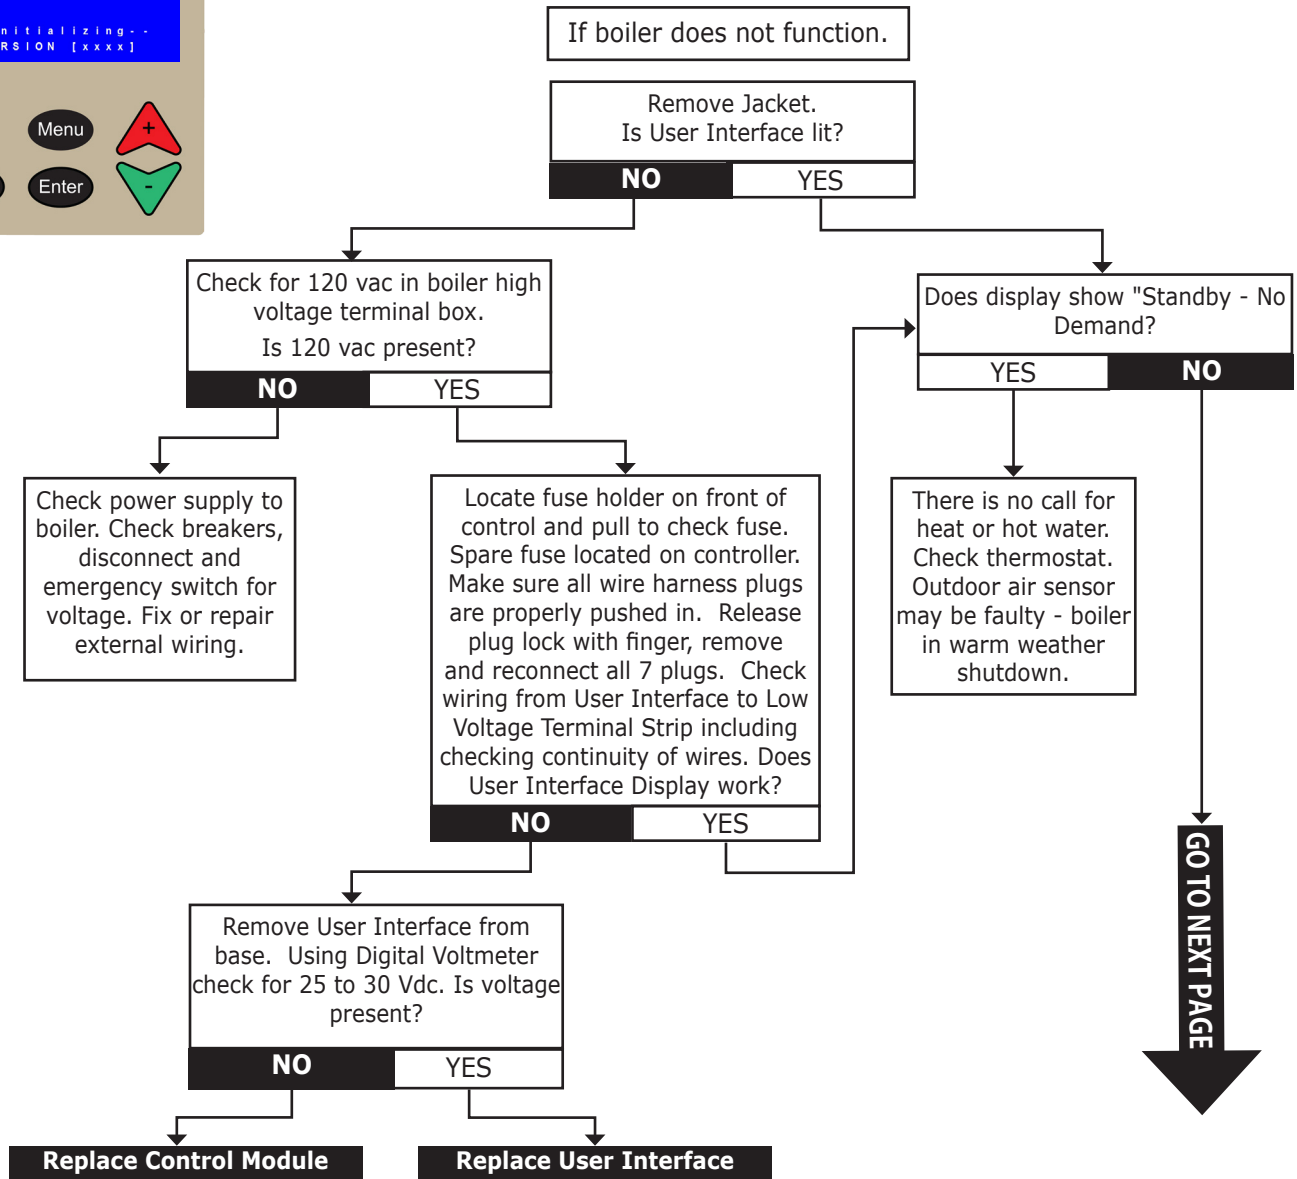 nitializing--
RSION [xxxx]
Menu
+
Enter
-
If boiler does not function.
Remove Jacket.
Is User Interface lit?
NO
YES
Check for 120 vac in boiler high
voltage terminal box.
Is 120 vac present?
NO
YES
Does display show "Standby - No
Demand?
YES
NO
Check power supply to
boiler. Check breakers,
disconnect and
emergency switch for
voltage. Fix or repair
external wiring.
Locate fuse holder on front of
control and pull to check fuse.
Spare fuse located on controller.
Make sure all wire harness plugs
are properly pushed in.  Release
plug lock with finger, remove
and reconnect all 7 plugs.  Check
wiring from User Interface to Low
Voltage Terminal Strip including
checking continuity of wires. Does
User Interface Display work?
NO
YES
There is no call for
heat or hot water.
Check thermostat.
Outdoor air sensor
may be faulty - boiler
in warm weather
shutdown.
GO TO NEXT PAGE
Remove User Interface from
base.  Using Digital Voltmeter
check for 25 to 30 Vdc. Is voltage
present?
NO
YES
Replace Control Module
Replace User Interface